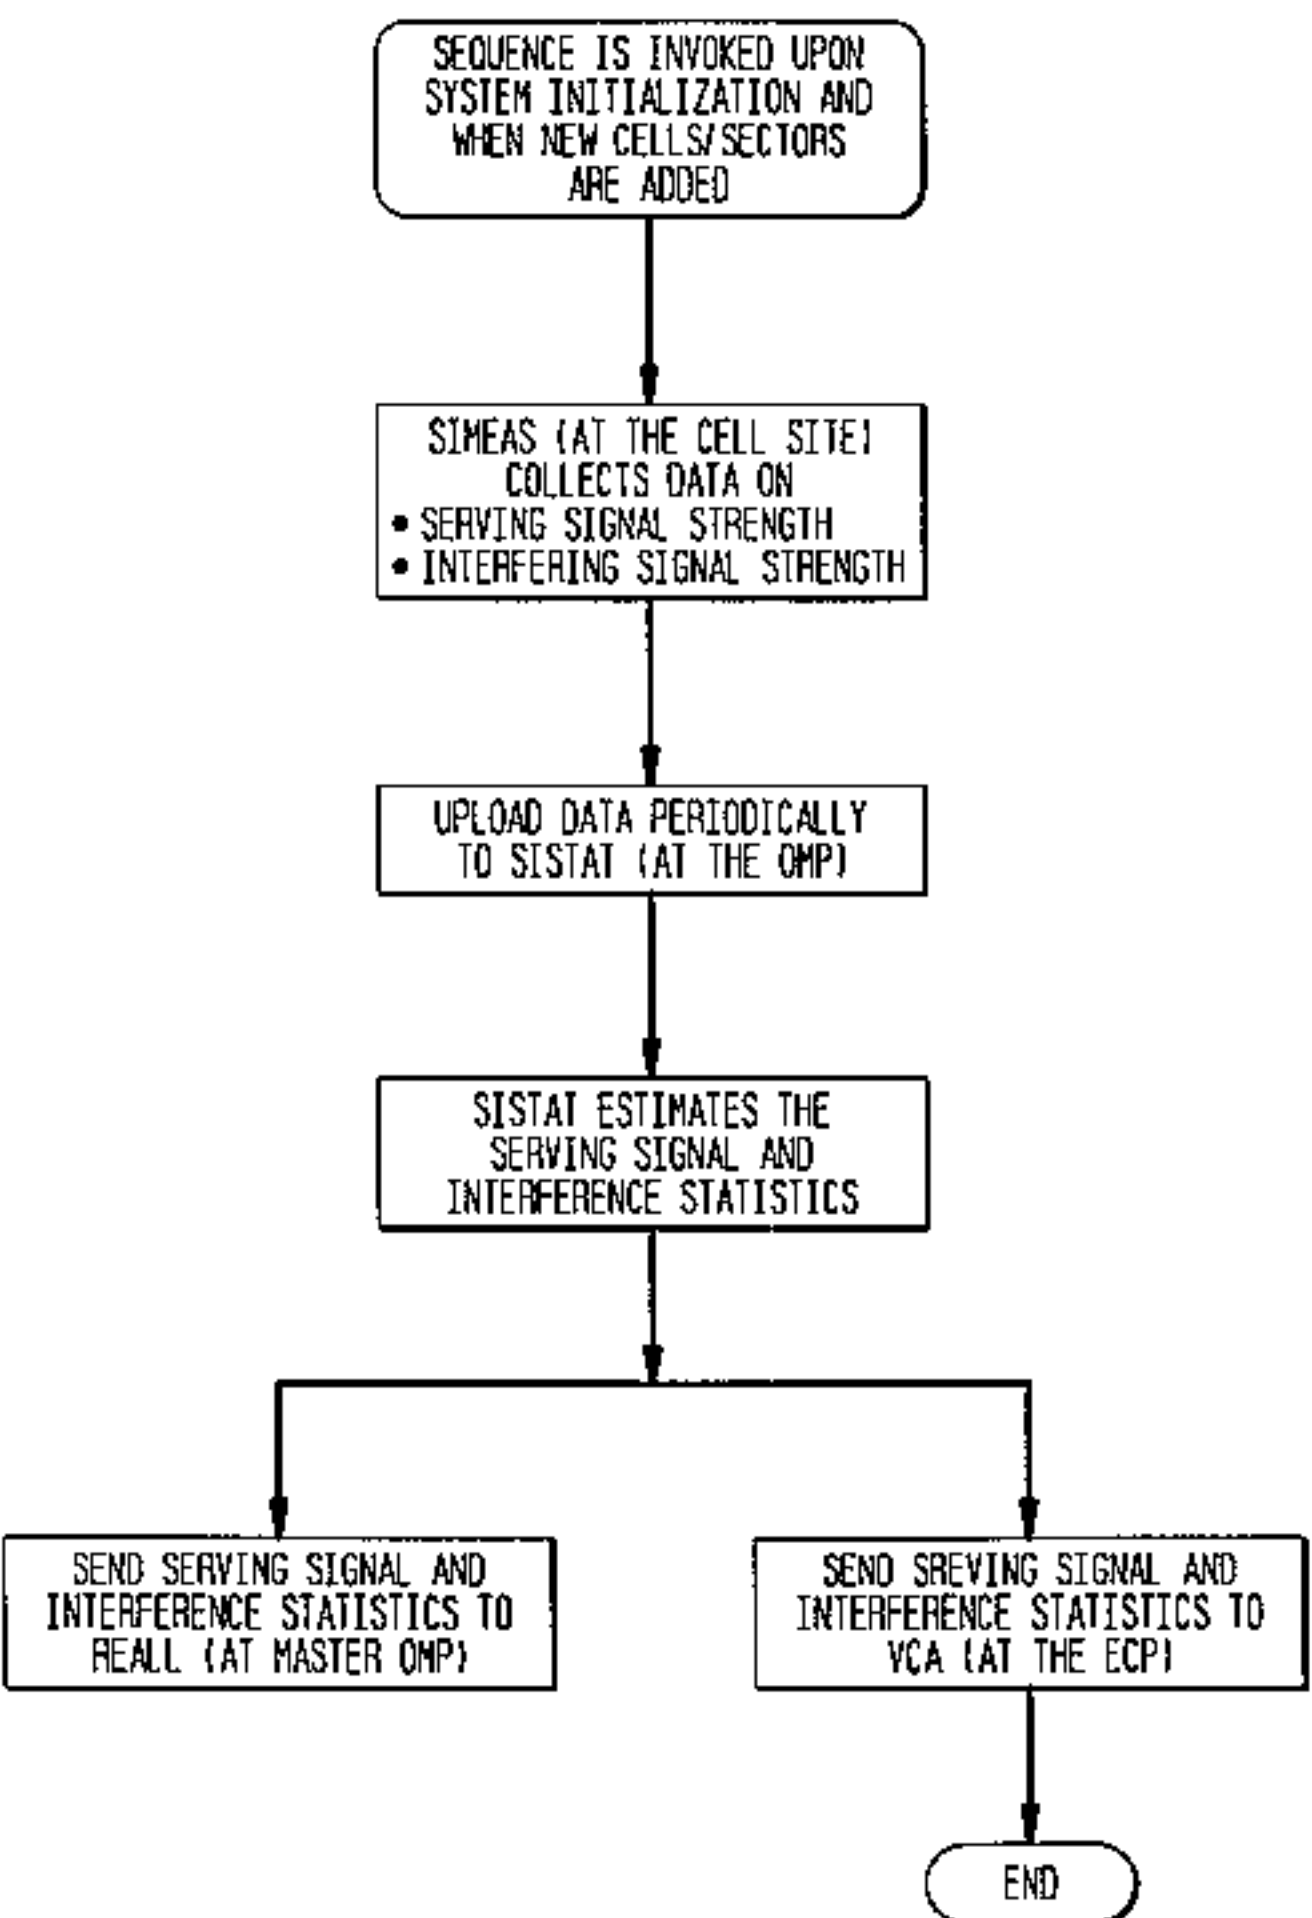 SEQUENCE IS INVOKED UPON
SYSTEM INITIALIZATION AND
WHEN NEW CELLS/SECTORS
ARE ADDED
SIMEAS (AT THE CELL SITE)
COLLECTS DATA ON
• SERVING SIGNAL STRENGTH
• INTERFERING SIGNAL STRENGTH
UPLOAD DATA PERIODICALLY
TO SISTAT (AT THE OMP)
SISTAT ESTIMATES THE
SERVING SIGNAL AND
INTERFERENCE STATISTICS
SEND SERVING SIGNAL AND
INTERFERENCE STATISTICS TO
REALL (AT MASTER OMP)
SEND SREVING SIGNAL AND
INTERFERENCE STATISTICS TO
VCA (AT THE ECP)
END